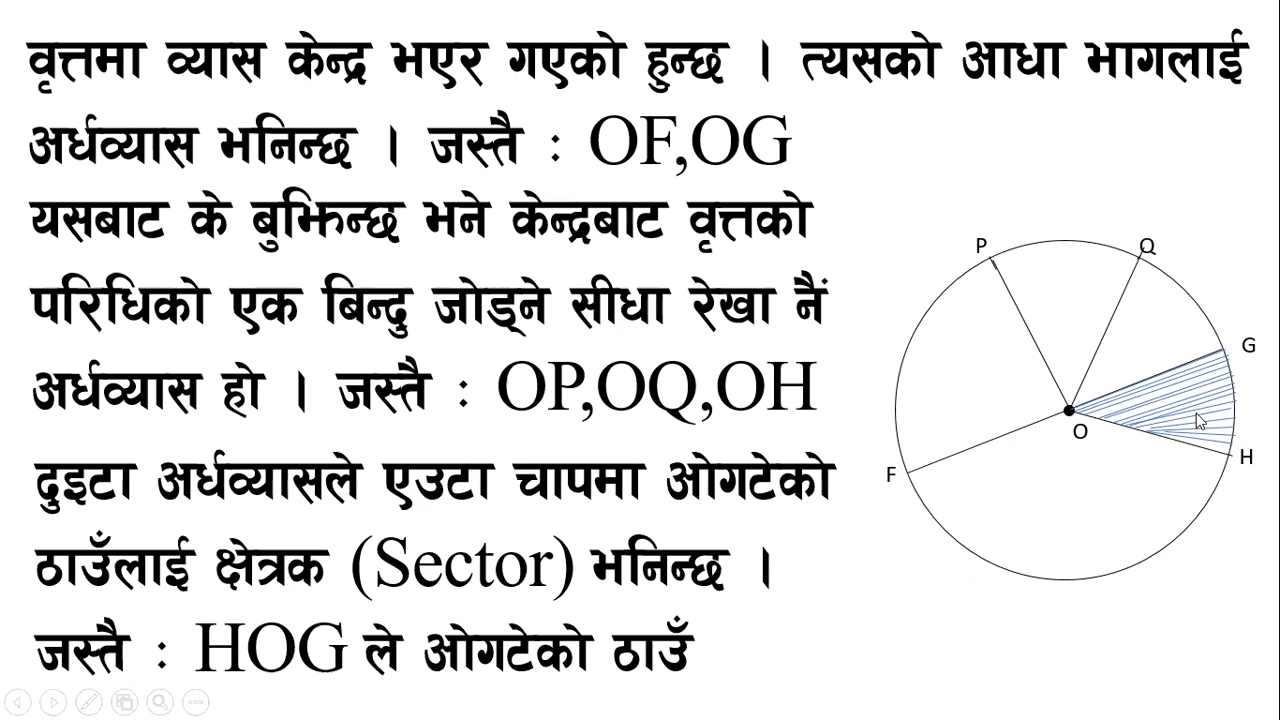 वृत्तमा व्यास केन्द्र भएर गएको हुन्छ । त्यसको आधा भागलाई
अर्धव्यास भनिन्छ । जस्तै : OF,OG
यसबाट के बुझिन्छ भने केन्द्रबाट वृत्तको
परिधिको एक बिन्दु जोड्ने सीधा रेखा नैं
अर्धव्यास हो । जस्तै : OP,OQ,OH
दुइटा अर्धव्यासले एउटा चापमा ओगटेको
ठाउँलाई क्षेत्रक (Sector) भनिन्छ ।
जस्तै : HOG ले ओगटेको ठाउँ
P
Q
G
O
H
F